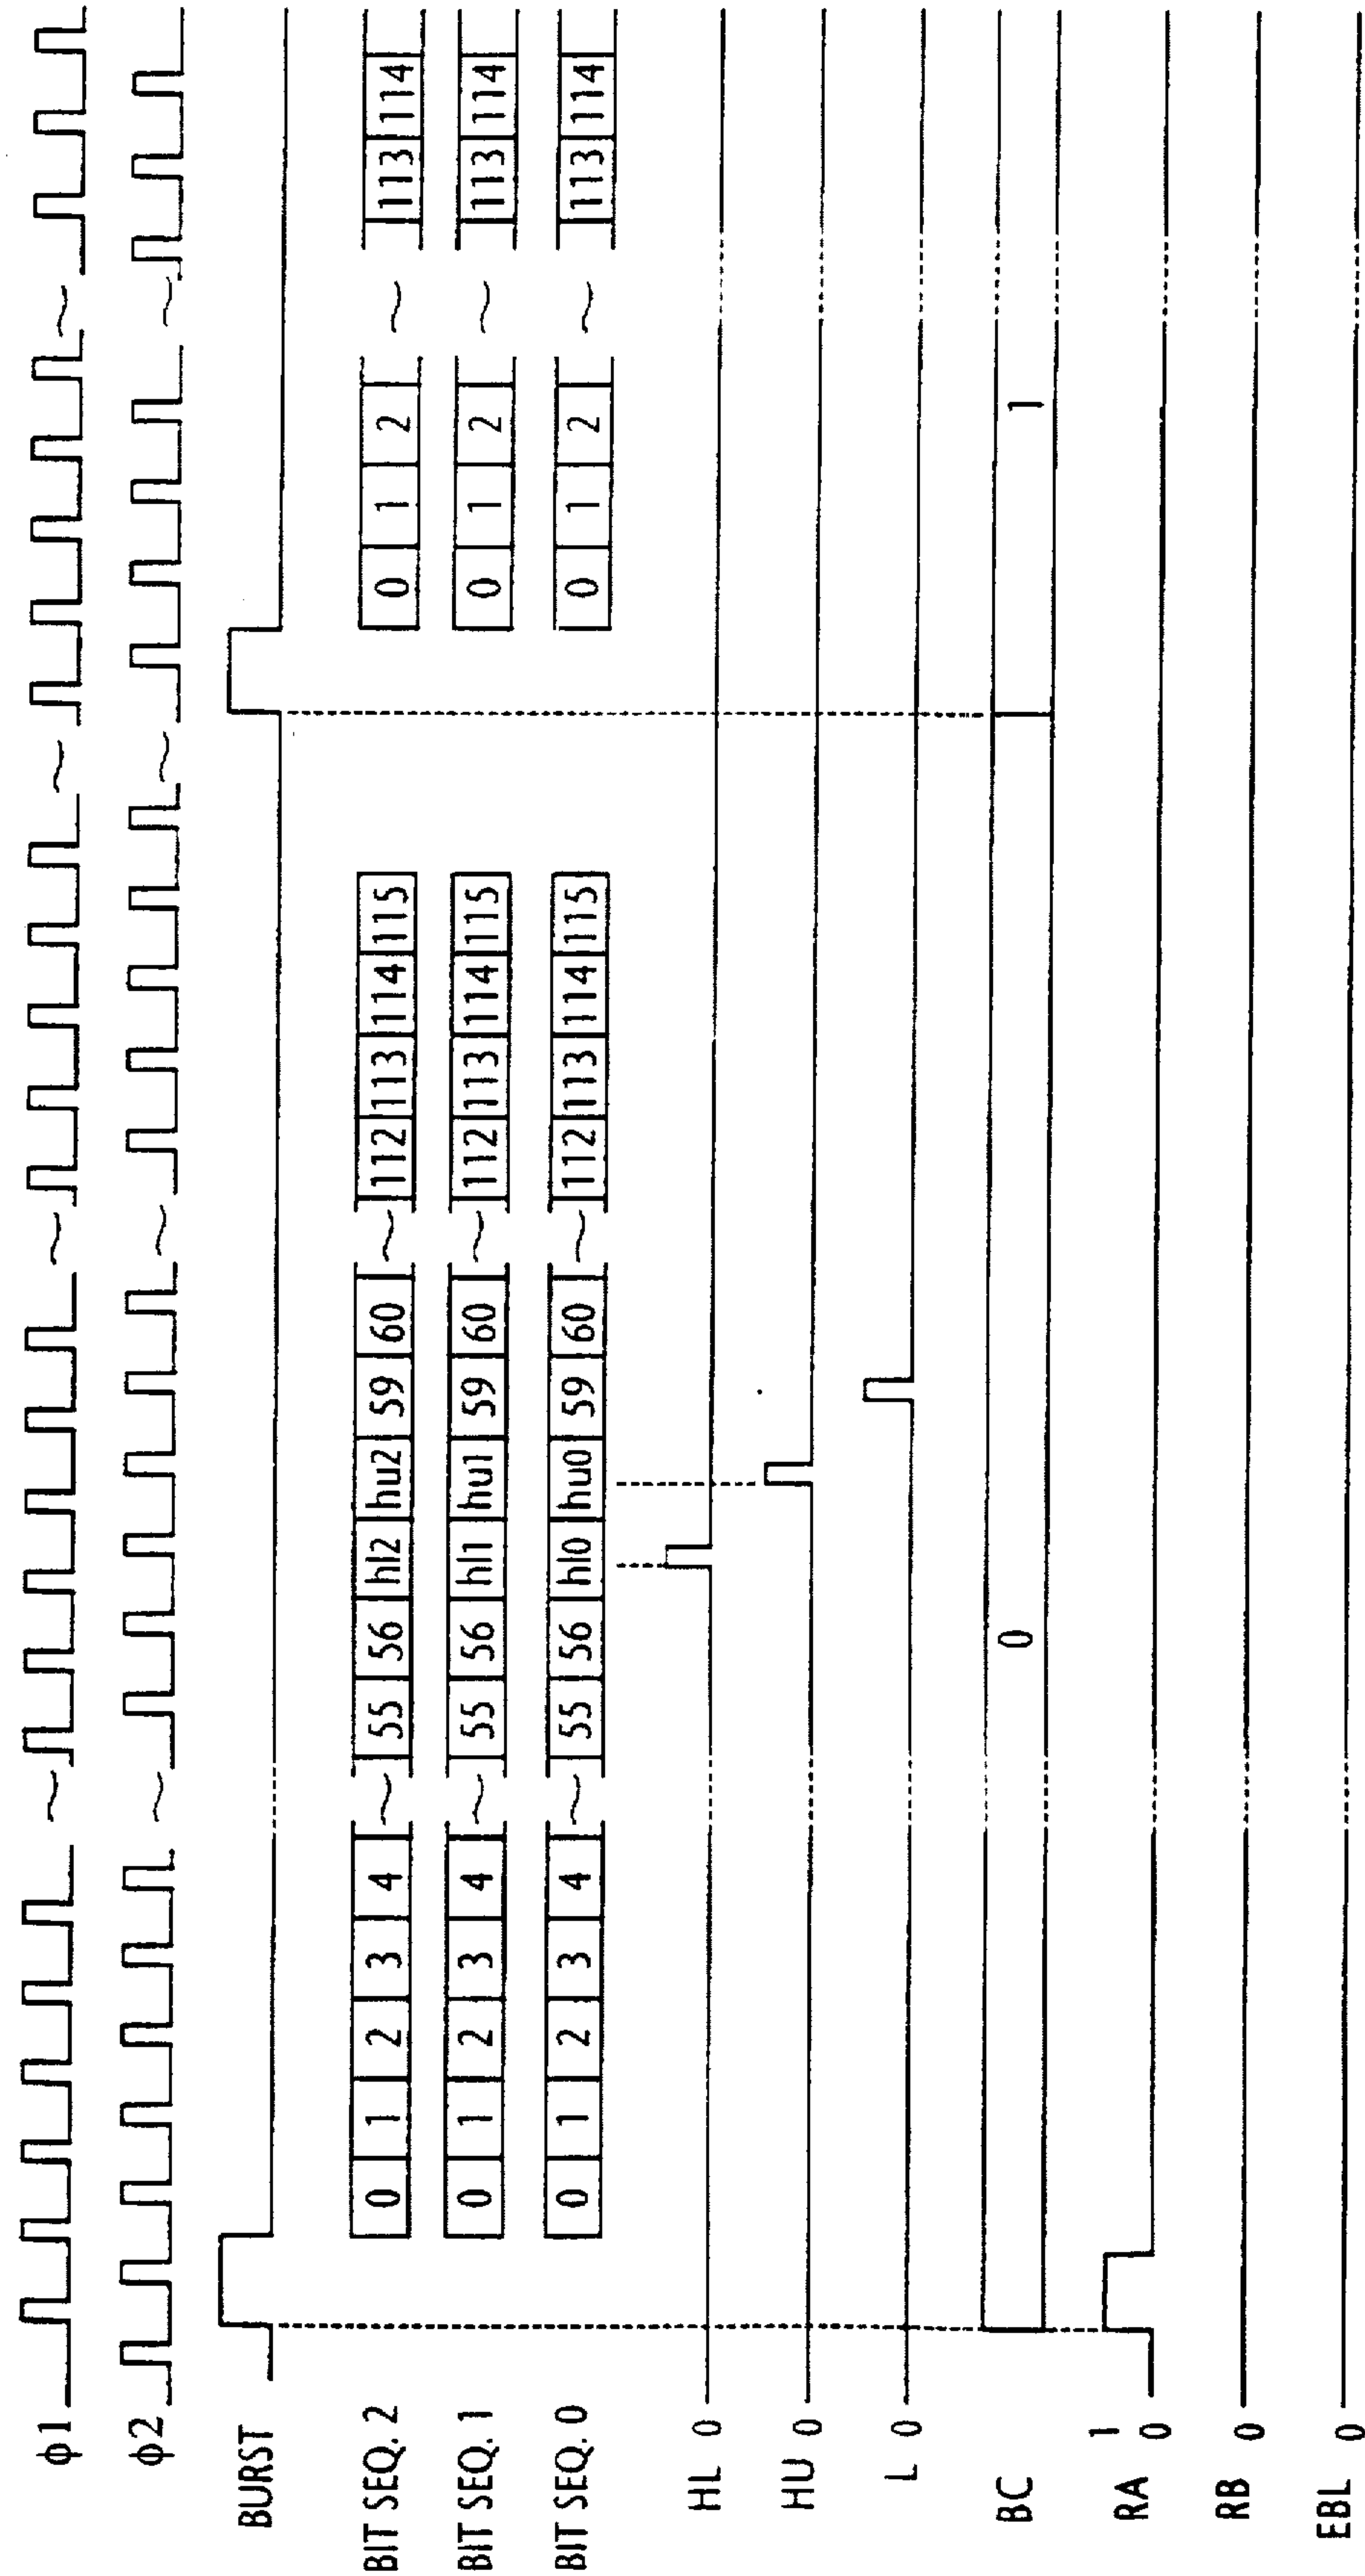 ϕ1
ϕ2
BURST
BIT SEQ. 2 0 1 2 3 4 ~ 55 56 hl2 hu2 59 60 ~ 112 113 114 115 0 1 2 ~ 113 114
BIT SEQ. 1 0 1 2 3 4 ~ 55 56 hl1 hu1 59 60 ~ 112 113 114 115 0 1 2 ~ 113 114
BIT SEQ. 0 0 1 2 3 4 ~ 55 56 hl0 hu0 59 60 ~ 112 113 114 115 0 1 2 ~ 113 114
HL 0
HU 0
L 0
BC 0 1
RA 1
0
RB 0
EBL 0